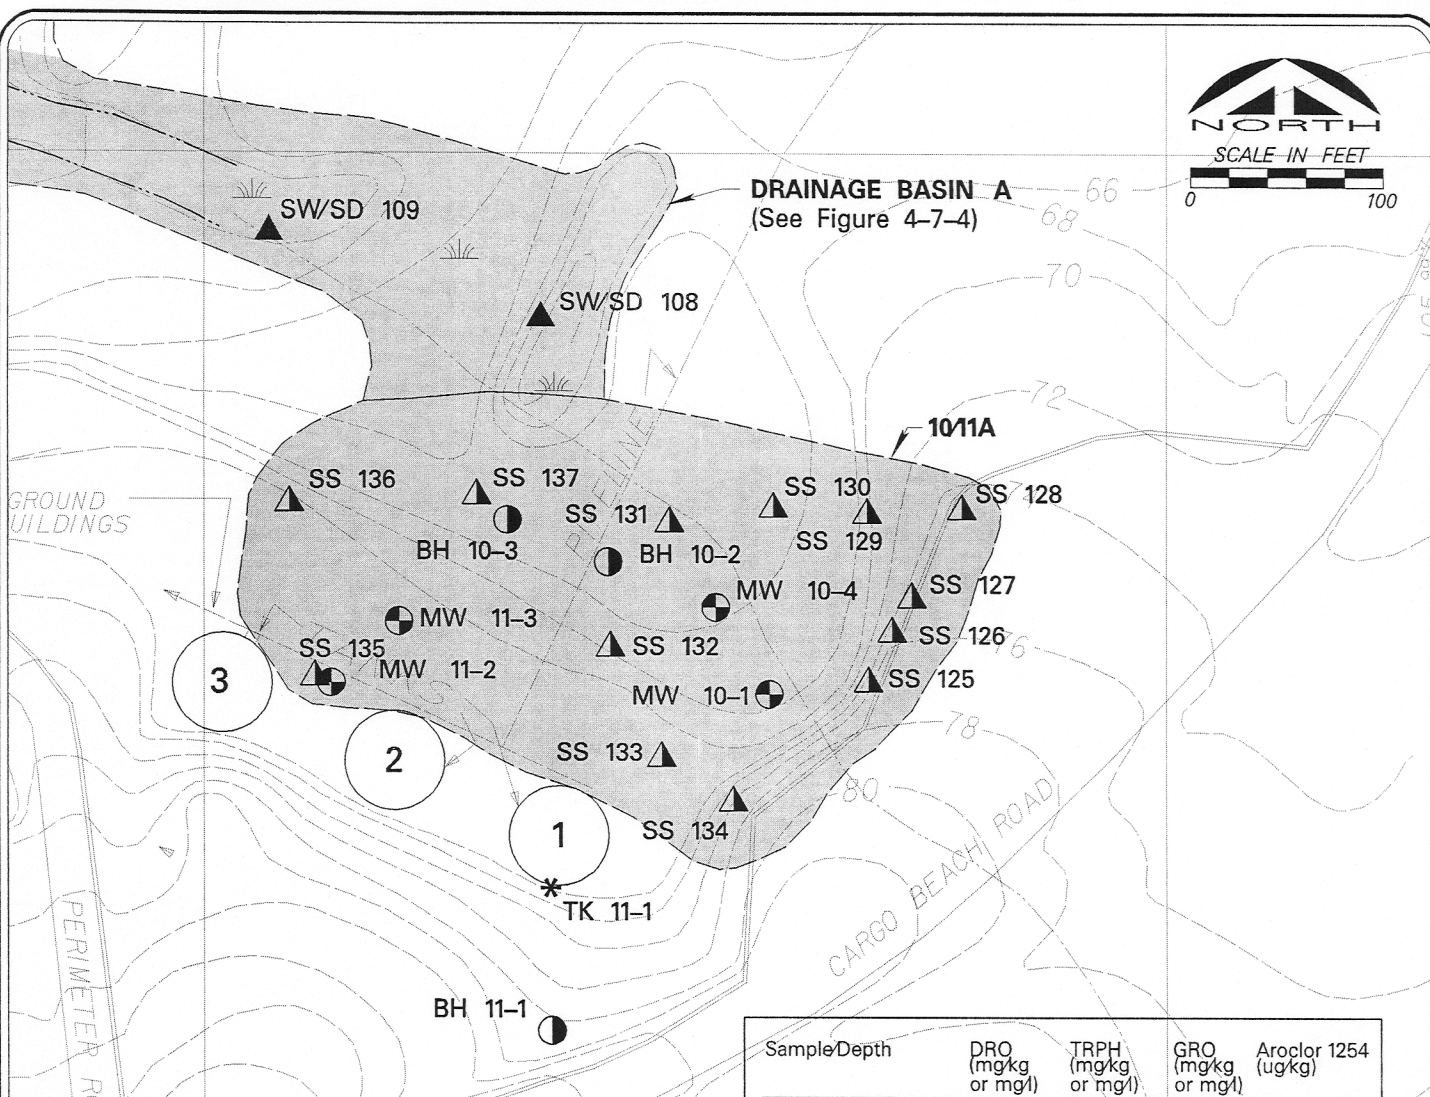 NORTH
SCALE IN FEET
0 100
DRAINAGE BASIN A
(See Figure 4-7-4)
66
68
70
72
SW/SD 109
SW/SD 108
10/11A
SS 136
SS 137
SS 130
SS 128
SS 131
SS 129
GROUND
UILDINGS
BH 10-3
BH 10-2
MW 10-4
SS 127
MW 11-3
SS 126
76
SS 132
SS 135
MW 11-2
SS 125
MW 10-1
3
2
1
78
SS 133
80
SS 134
TK 11-1
CARGO BEACH ROAD
PERIMETER RO
BH 11-1
Sample/Depth
DRO
(mg/kg
or mg/l)
TRPH
(mg/kg
or mg/l)
GRO
(mg/kg
or mg/l)
Aroclor 1254
(ug/kg)